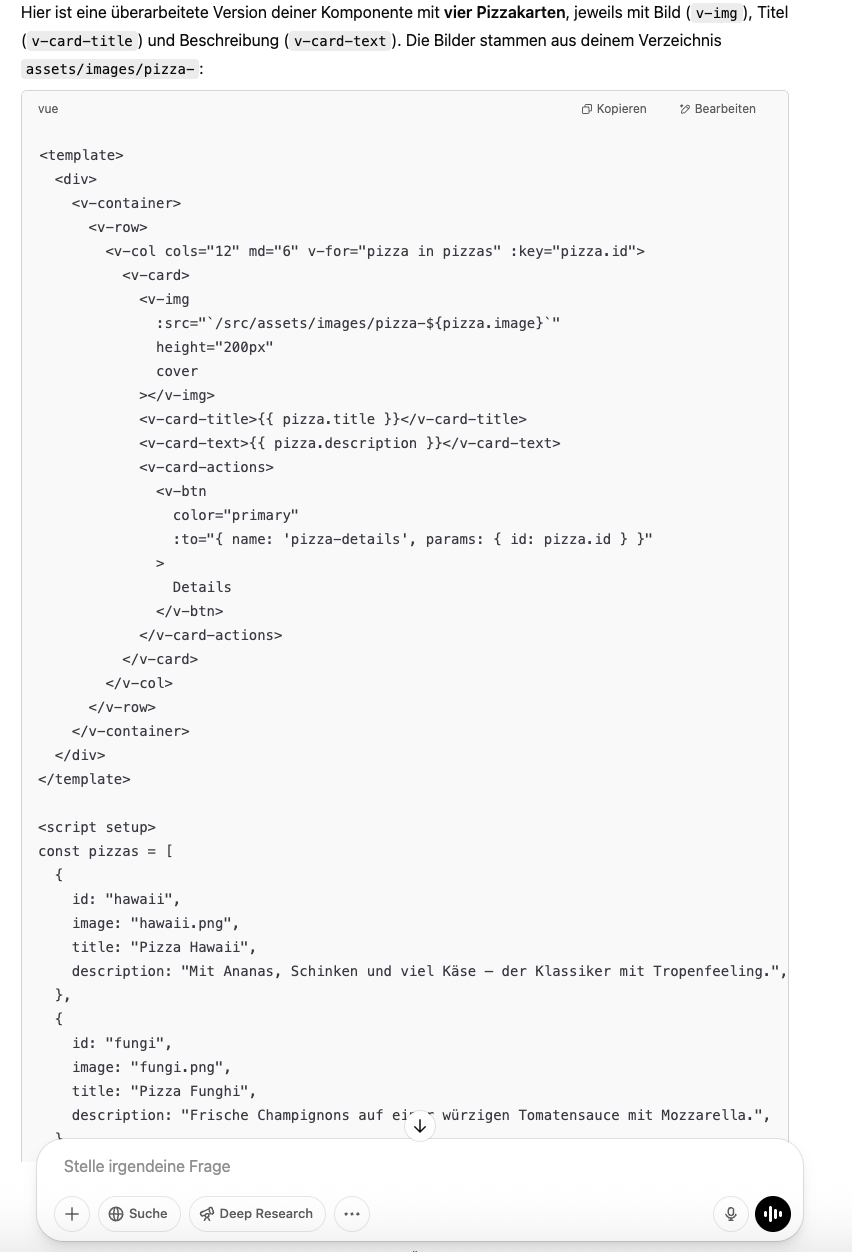 Hier ist eine überarbeitete Version deiner Komponente mit vier Pizzakarten, jeweils mit Bild ( v-img ), Titel
( v-card-title ) und Beschreibung ( v-card-text ). Die Bilder stammen aus deinem Verzeichnis
assets/images/pizza- :
vue
Kopieren
Bearbeiten
<template>
  <div>
    <v-container>
      <v-row>
        <v-col cols="12" md="6" v-for="pizza in pizzas" :key="pizza.id">
          <v-card>
            <v-img
              :src="`/src/assets/images/pizza-${pizza.image}`"
              height="200px"
              cover
            ></v-img>
            <v-card-title>{{ pizza.title }}</v-card-title>
            <v-card-text>{{ pizza.description }}</v-card-text>
            <v-card-actions>
              <v-btn
                color="primary"
                :to="{ name: 'pizza-details', params: { id: pizza.id } }"
              >
                Details
              </v-btn>
            </v-card-actions>
          </v-card>
        </v-col>
      </v-row>
    </v-container>
  </div>
</template>

<script setup>
const pizzas = [
  {
    id: "hawaii",
    image: "hawaii.png",
    title: "Pizza Hawaii",
    description: "Mit Ananas, Schinken und viel Käse – der Klassiker mit Tropenfeeling.",
  },
  {
    id: "fungi",
    image: "fungi.png",
    title: "Pizza Funghi",
    description: "Frische Champignons auf einer würzigen Tomatensauce mit Mozzarella.",
  }
Stelle irgendeine Frage
Suche
Deep Research